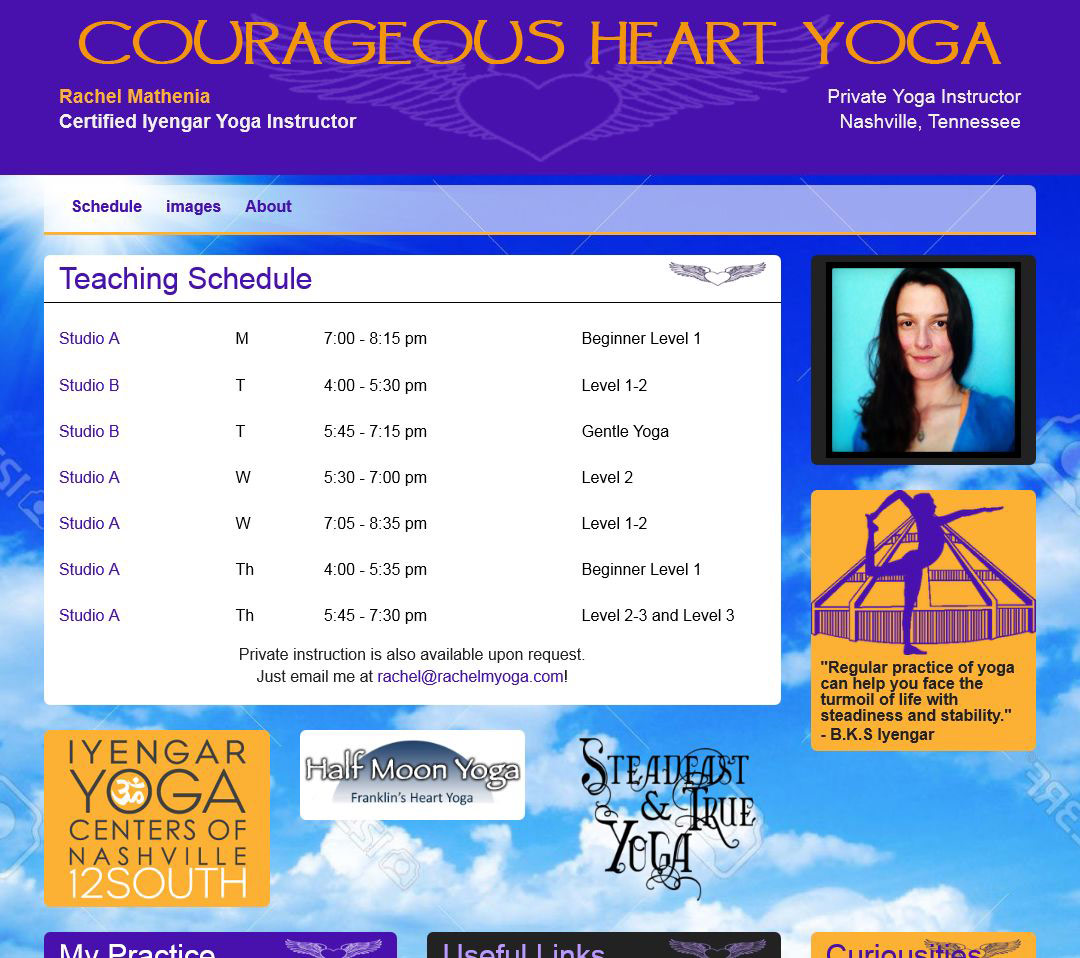 COURAGEOUS HEART YOGA
Rachel Mathenia
Certified Iyengar Yoga Instructor
Private Yoga Instructor
Nashville, Tennessee
Schedule images About
Teaching Schedule
Studio A M 7:00 - 8:15 pm Beginner Level 1
Studio B T 4:00 - 5:30 pm Level 1-2
Studio B T 5:45 - 7:15 pm Gentle Yoga
Studio A W 5:30 - 7:00 pm Level 2
Studio A W 7:05 - 8:35 pm Level 1-2
Studio A Th 4:00 - 5:35 pm Beginner Level 1
Studio A Th 5:45 - 7:30 pm Level 2-3 and Level 3
Private instruction is also available upon request.
Just email me at rachel@rachelmyoga.com!
"Regular practice of yoga
can help you face the
turmoil of life with
steadiness and stability."
- B.K.S Iyengar
IYENGAR
YOGA
ॐ
CENTERS OF
NASHVILLE
12SOUTH
Half Moon Yoga
Franklin's Heart Yoga
STEADFAST
& TRUE
YOGA
My Practice
Useful Links
Curiousities